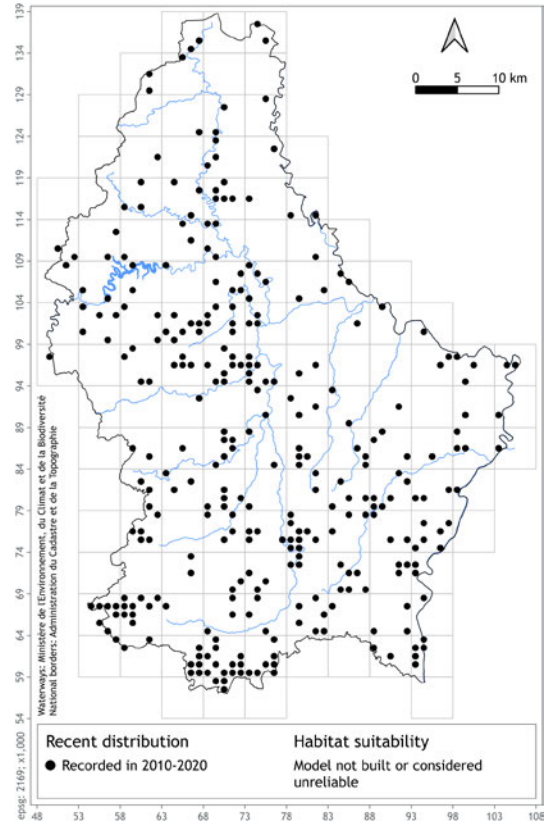 139
134
129
124
119
114
109
104
99
94
89
84
79
74
69
64
59
54
0 5 10 km
Waterways: Ministère de l'Environnement, du Climat et de la Biodiversité
National borders: Administration du Cadastre et de la Topographie
epsg: 2169; x1,000
Recent distribution
Recorded in 2010-2020
Habitat suitability
Model not built or considered
unreliable
48 53 58 63 68 73 78 83 88 93 98 103 108